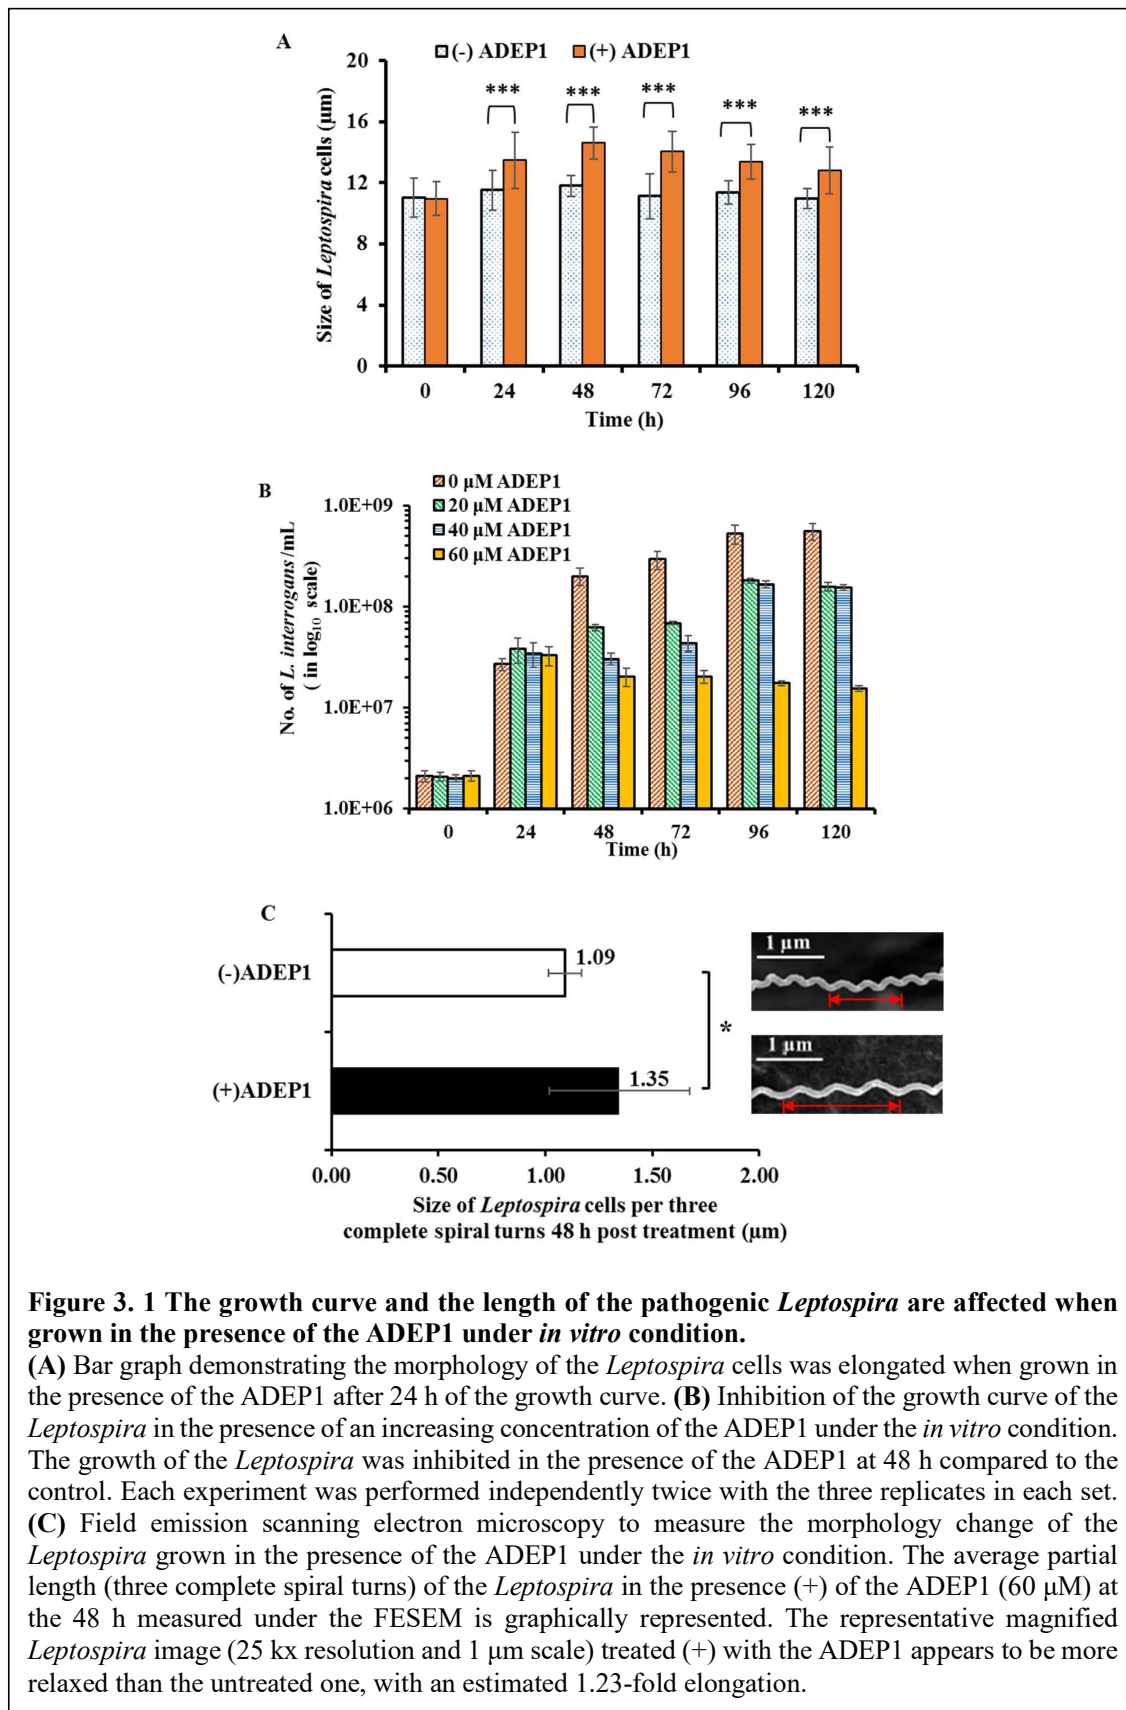 A
(-) ADEP1
(+) ADEP1
20
16
12
8
4
0
Size of Leptospira cells (μm)
***
***
***
***
***
0
24
48
72
96
120
Time (h)
B
0 μM ADEP1
20 μM ADEP1
40 μM ADEP1
60 μM ADEP1
1.0E+09
1.0E+08
1.0E+07
1.0E+06
No. of L. interrogans/mL
( in log10 scale)
0
24
48
72
96
120
Time (h)
C
(-)ADEP1
1.09
(+)ADEP1
1.35
*
1 μm
1 μm
0.00
0.50
1.00
1.50
2.00
Size of Leptospira cells per three
complete spiral turns 48 h post treatment (μm)
Figure 3. 1 The growth curve and the length of the pathogenic Leptospira are affected when
grown in the presence of the ADEP1 under in vitro condition.
(A) Bar graph demonstrating the morphology of the Leptospira cells was elongated when grown in
the presence of the ADEP1 after 24 h of the growth curve. (B) Inhibition of the growth curve of the
Leptospira in the presence of an increasing concentration of the ADEP1 under the in vitro condition.
The growth of the Leptospira was inhibited in the presence of the ADEP1 at 48 h compared to the
control. Each experiment was performed independently twice with the three replicates in each set.
(C) Field emission scanning electron microscopy to measure the morphology change of the
Leptospira grown in the presence of the ADEP1 under the in vitro condition. The average partial
length (three complete spiral turns) of the Leptospira in the presence (+) of the ADEP1 (60 μM) at
the 48 h measured under the FESEM is graphically represented. The representative magnified
Leptospira image (25 kx resolution and 1 μm scale) treated (+) with the ADEP1 appears to be more
relaxed than the untreated one, with an estimated 1.23-fold elongation.